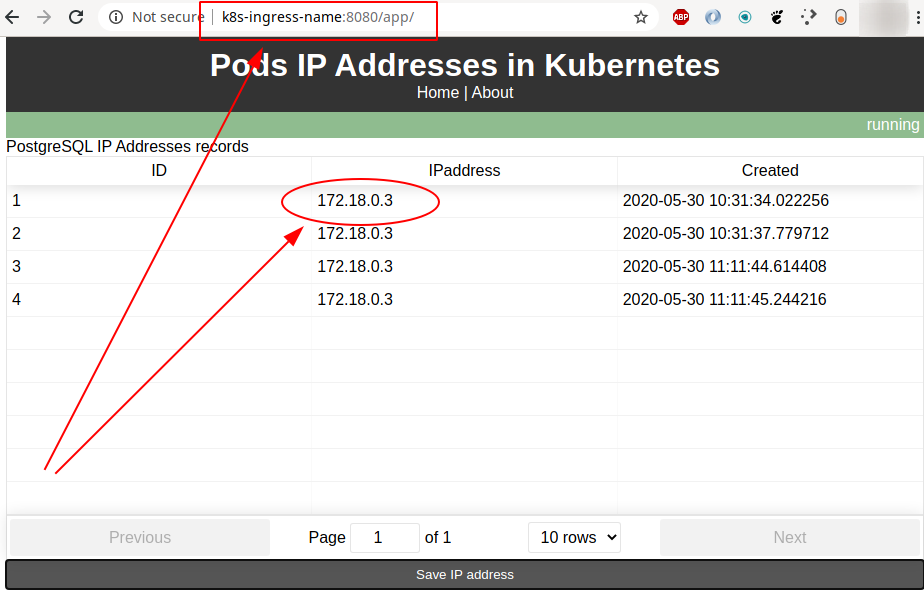 Not secure | k8s-ingress-name:8080/app/
ABP
Pods IP Addresses in Kubernetes
Home | About
running
PostgreSQL IP Addresses records
ID IPaddress Created
1 172.18.0.3 2020-05-30 10:31:34.022256
2 172.18.0.3 2020-05-30 10:31:37.779712
3 172.18.0.3 2020-05-30 11:11:44.614408
4 172.18.0.3 2020-05-30 11:11:45.244216
Previous Page 1 of 1 10 rows Next
Save IP address